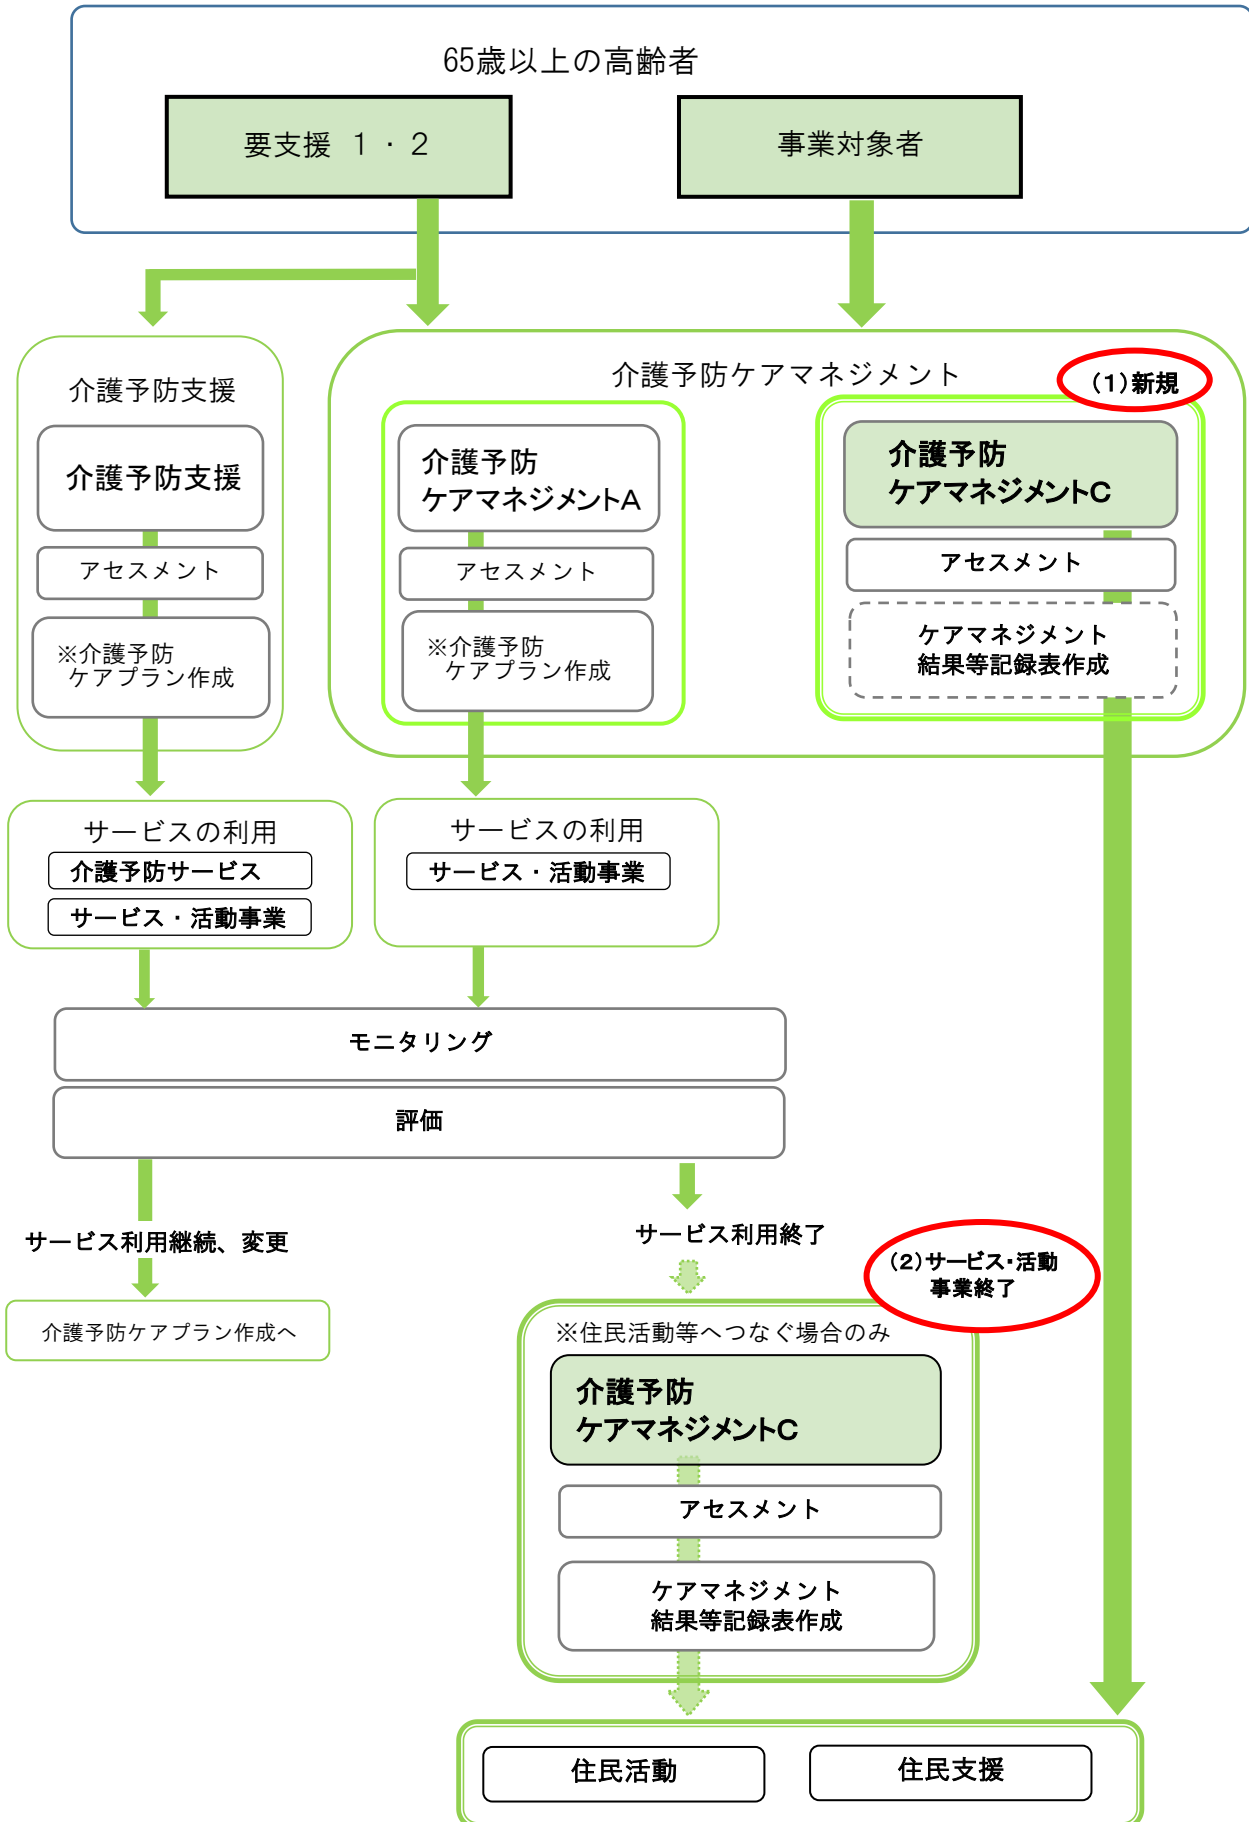 65歳以上の高齢者
要支援 １・２
事業対象者
介護予防支援
介護予防支援
アセスメント
※介護予防
ケアプラン作成
介護予防ケアマネジメント
介護予防
ケアマネジメントA
アセスメント
※介護予防
ケアプラン作成
(1)新規
介護予防
ケアマネジメントC
アセスメント
ケアマネジメント
結果等記録表作成
サービスの利用
介護予防サービス
サービス・活動事業
サービスの利用
サービス・活動事業
モニタリング
評価
サービス利用継続、変更
介護予防ケアプラン作成へ
サービス利用終了
(2)サービス・活動
事業終了
※住民活動等へつなぐ場合のみ
介護予防
ケアマネジメントC
アセスメント
ケアマネジメント
結果等記録表作成
住民活動
住民支援